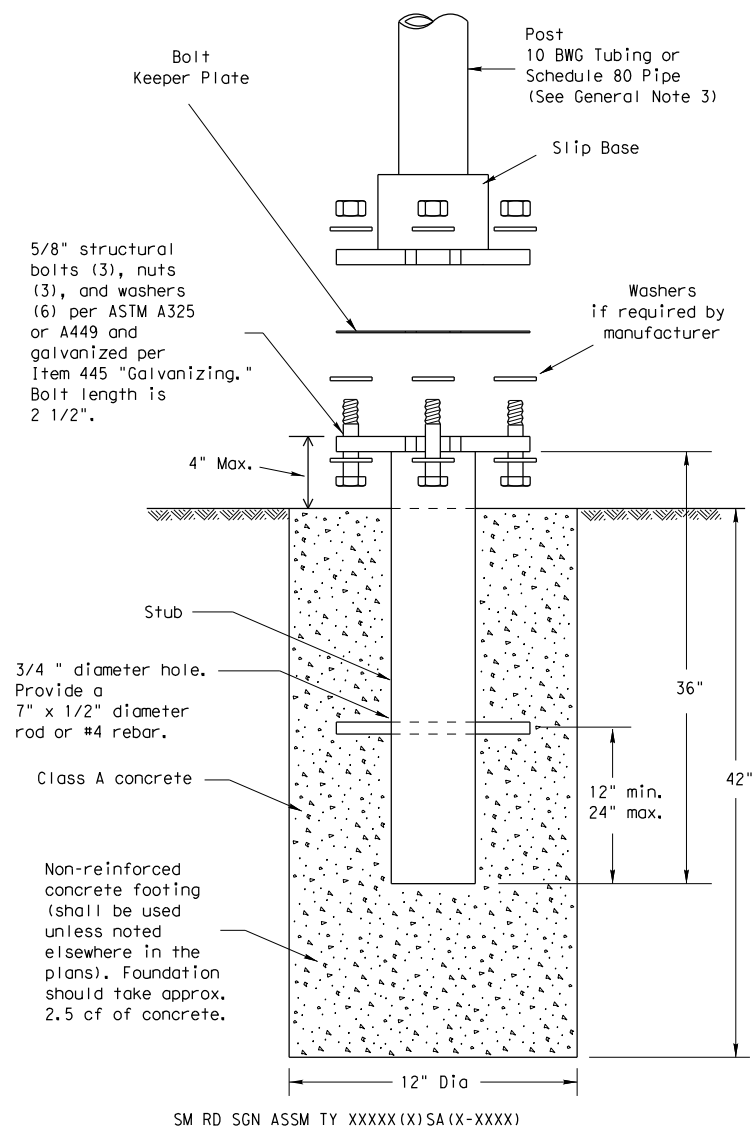 Bolt
Keeper Plate
Post
10 BWG Tubing or
Schedule 80 Pipe
(See General Note 3)
Slip Base
5/8" structural
bolts (3), nuts
(3), and washers
(6) per ASTM A325
or A449 and
galvanized per
Item 445 "Galvanizing."
Bolt length is
2 1/2".
Washers
if required by
manufacturer
4" Max.
Stub
3/4 " diameter hole.
Provide a
7" x 1/2" diameter
rod or #4 rebar.
36"
Class A concrete
12" min.
24" max.
42"
Non-reinforced
concrete footing
(shall be used
unless noted
elsewhere in the
plans). Foundation
should take approx.
2.5 cf of concrete.
12" Dia
SM RD SGN ASSM TY XXXXX(X)SA(X-XXXX)